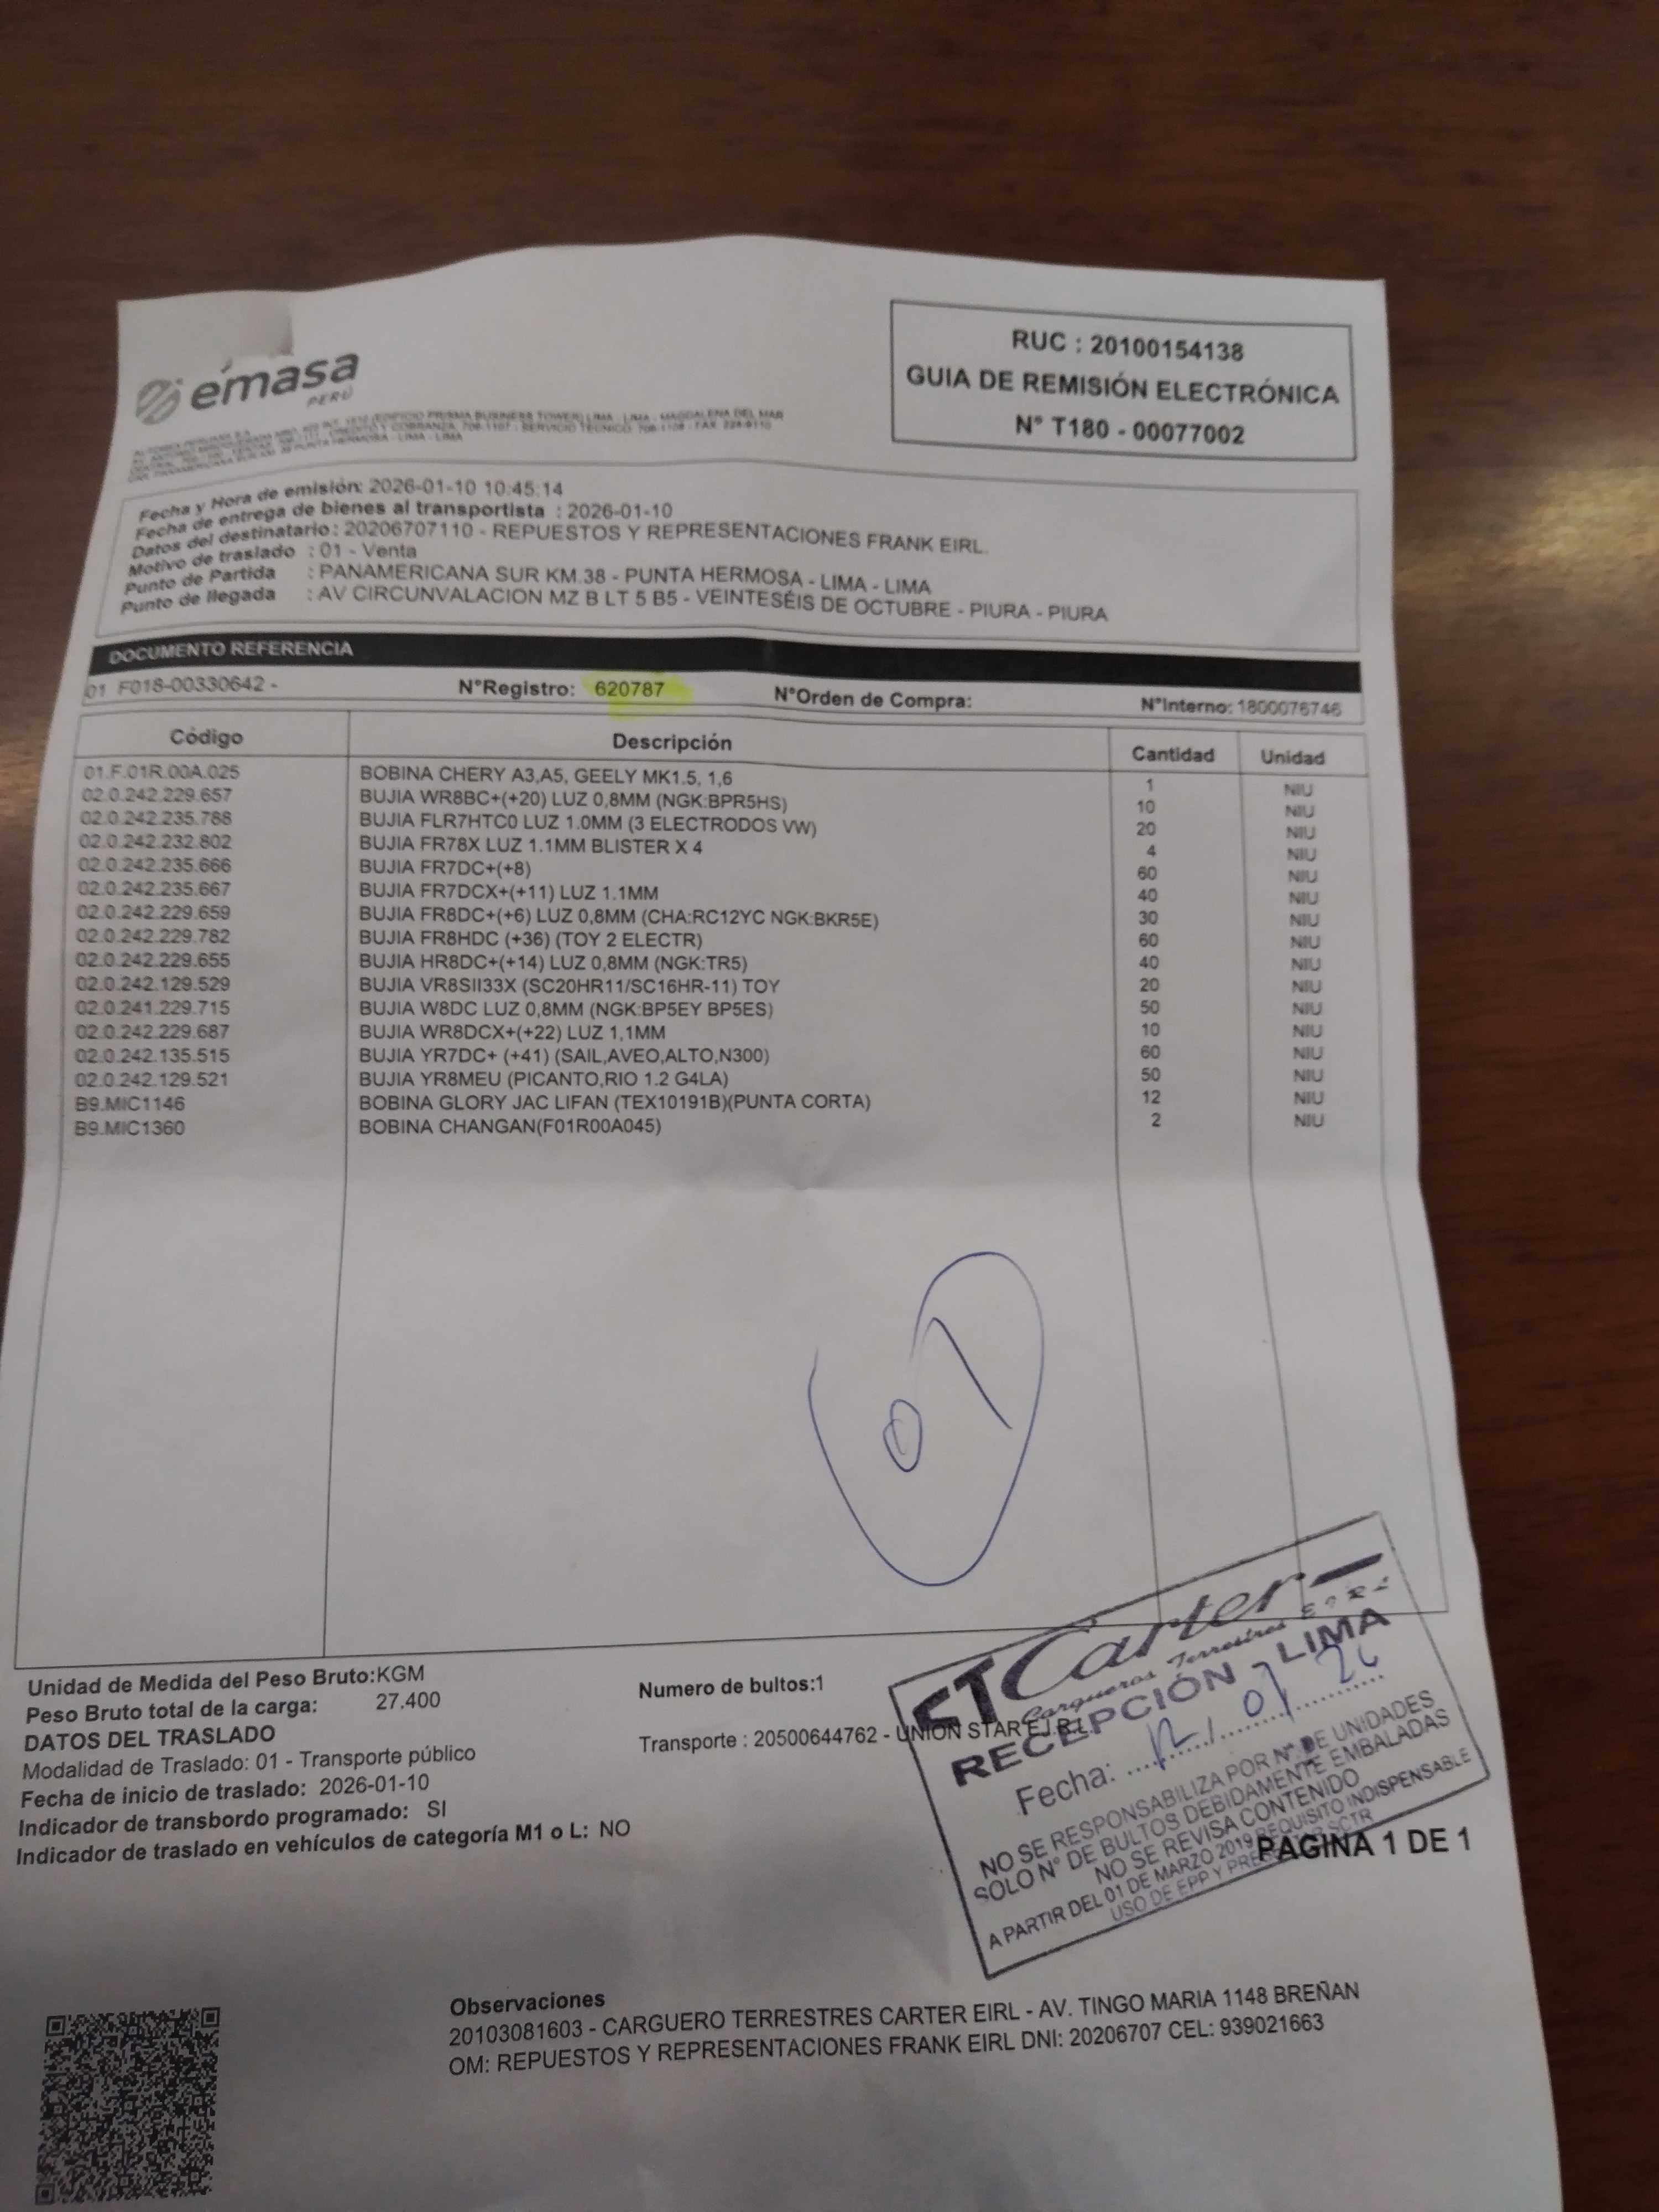 emasa
PERÚ
RUC : 20100154138
GUIA DE REMISIÓN ELECTRÓNICA
N° T180 - 00077002
Fecha y Hora de emisión: 2026-01-10 10:45:14
Fecha de entrega de bienes al transportista : 2026-01-10
Datos del destinatario : 20206707110 - REPUESTOS Y REPRESENTACIONES FRANK EIRL.
Motivo de traslado : 01 - Venta
Punto de Partida : PANAMERICANA SUR KM.38 - PUNTA HERMOSA - LIMA - LIMA
Punto de llegada : AV CIRCUNVALACION MZ B LT 5 B5 - VEINTESÉIS DE OCTUBRE - PIURA - PIURA
DOCUMENTO REFERENCIA
01 F018-00330642 - N°Registro: 620787 N°Orden de Compra: N°Interno: 1800076746
Código Descripción Cantidad Unidad
01.F.01R.00A.025 BOBINA CHERY A3,A5, GEELY MK1.5, 1,6 1 NIU
02.0.242.229.657 BUJIA WR8BC+(+20) LUZ 0,8MM (NGK:BPR5HS) 10 NIU
02.0.242.235.788 BUJIA FLR7HTC0 LUZ 1.0MM (3 ELECTRODOS VW) 20 NIU
02.0.242.232.802 BUJIA FR78X LUZ 1.1MM BLISTER X 4 4 NIU
02.0.242.235.666 BUJIA FR7DC+(+8) 60 NIU
02.0.242.235.667 BUJIA FR7DCX+(+11) LUZ 1.1MM 40 NIU
02.0.242.229.659 BUJIA FR8DC+(+6) LUZ 0,8MM (CHA:RC12YC NGK:BKR5E) 30 NIU
02.0.242.229.782 BUJIA FR8HDC (+36) (TOY 2 ELECTR) 60 NIU
02.0.242.229.655 BUJIA HR8DC+(+14) LUZ 0,8MM (NGK:TR5) 40 NIU
02.0.242.129.529 BUJIA VR8SII33X (SC20HR11/SC16HR-11) TOY 20 NIU
02.0.241.229.715 BUJIA W8DC LUZ 0,8MM (NGK:BP5EY BP5ES) 50 NIU
02.0.242.229.687 BUJIA WR8DCX+(+22) LUZ 1,1MM 10 NIU
02.0.242.135.515 BUJIA YR7DC+ (+41) (SAIL,AVEO,ALTO,N300) 60 NIU
02.0.242.129.521 BUJIA YR8MEU (PICANTO,RIO 1.2 G4LA) 50 NIU
B9.MIC1146 BOBINA GLORY JAC LIFAN (TEX10191B)(PUNTA CORTA) 12 NIU
B9.MIC1360 BOBINA CHANGAN(F01R00A045) 2 NIU
01
Unidad de Medida del Peso Bruto:KGM
Peso Bruto total de la carga: 27.400
Numero de bultos:1
DATOS DEL TRASLADO
Transporte : 20500644762 - UNION STAR E.I.R.L.
Modalidad de Traslado: 01 - Transporte público
Fecha de inicio de traslado: 2026-01-10
Indicador de transbordo programado: SI
Indicador de traslado en vehículos de categoría M1 o L: NO
CT Carter
Cargueros Terrestres E I R L
RECEPCIÓN - LIMA
Fecha: 12 01 26
NO SE RESPONSABILIZA POR N° DE UNIDADES
SOLO N° DE BULTOS DEBIDAMENTE EMBALADAS
NO SE REVISA CONTENIDO
A PARTIR DEL 01 DE MARZO 2019 REQUISITO INDISPENSABLE
USO DE EPP Y SCTR
PAGINA 1 DE 1
Observaciones
20103081603 - CARGUERO TERRESTRES CARTER EIRL - AV. TINGO MARIA 1148 BREÑAN
OM: REPUESTOS Y REPRESENTACIONES FRANK EIRL DNI: 20206707 CEL: 939021663